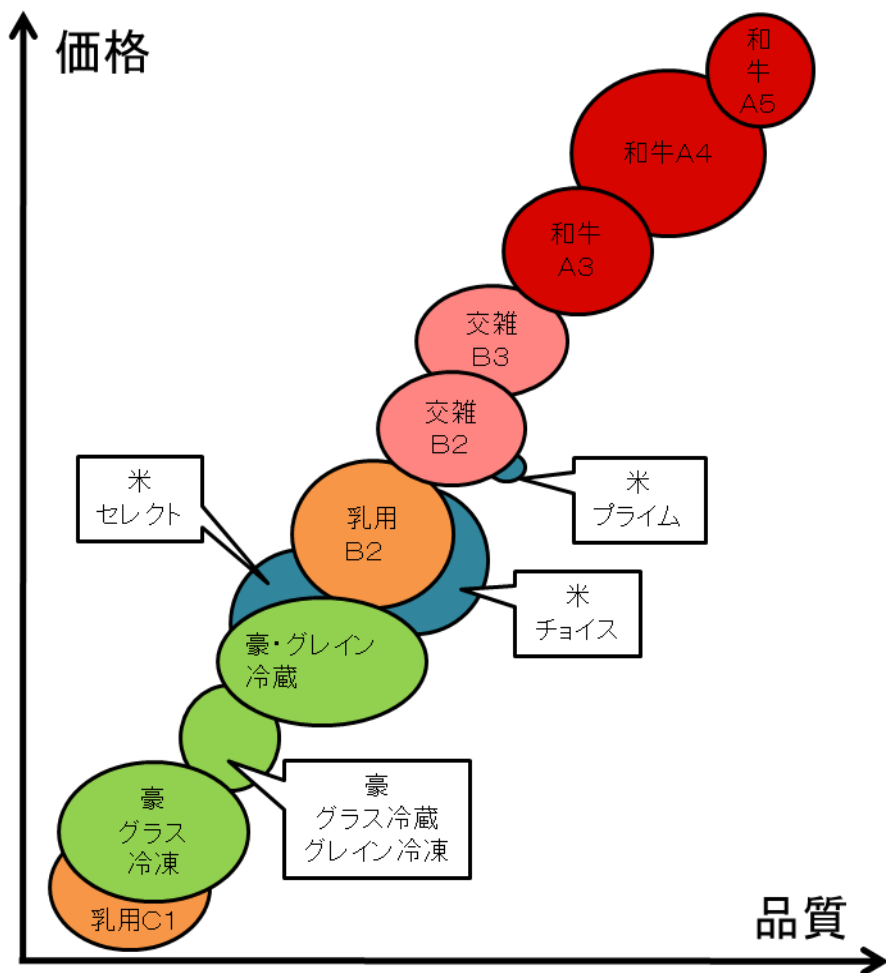 価格
和
牛
A5
和牛A4
和牛
A3
交雑
B3
交雑
B2
米
セレクト
米
プライム
乳用
B2
米
チョイス
豪・グレイン
冷蔵
豪
グラス冷蔵
グレイン冷凍
豪
グラス
冷凍
乳用C1
品質